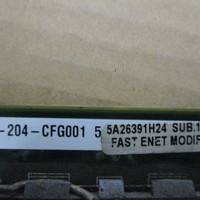 -204-CFG001 5
5A26391H24 SUB.1
FAST ENET MODIF